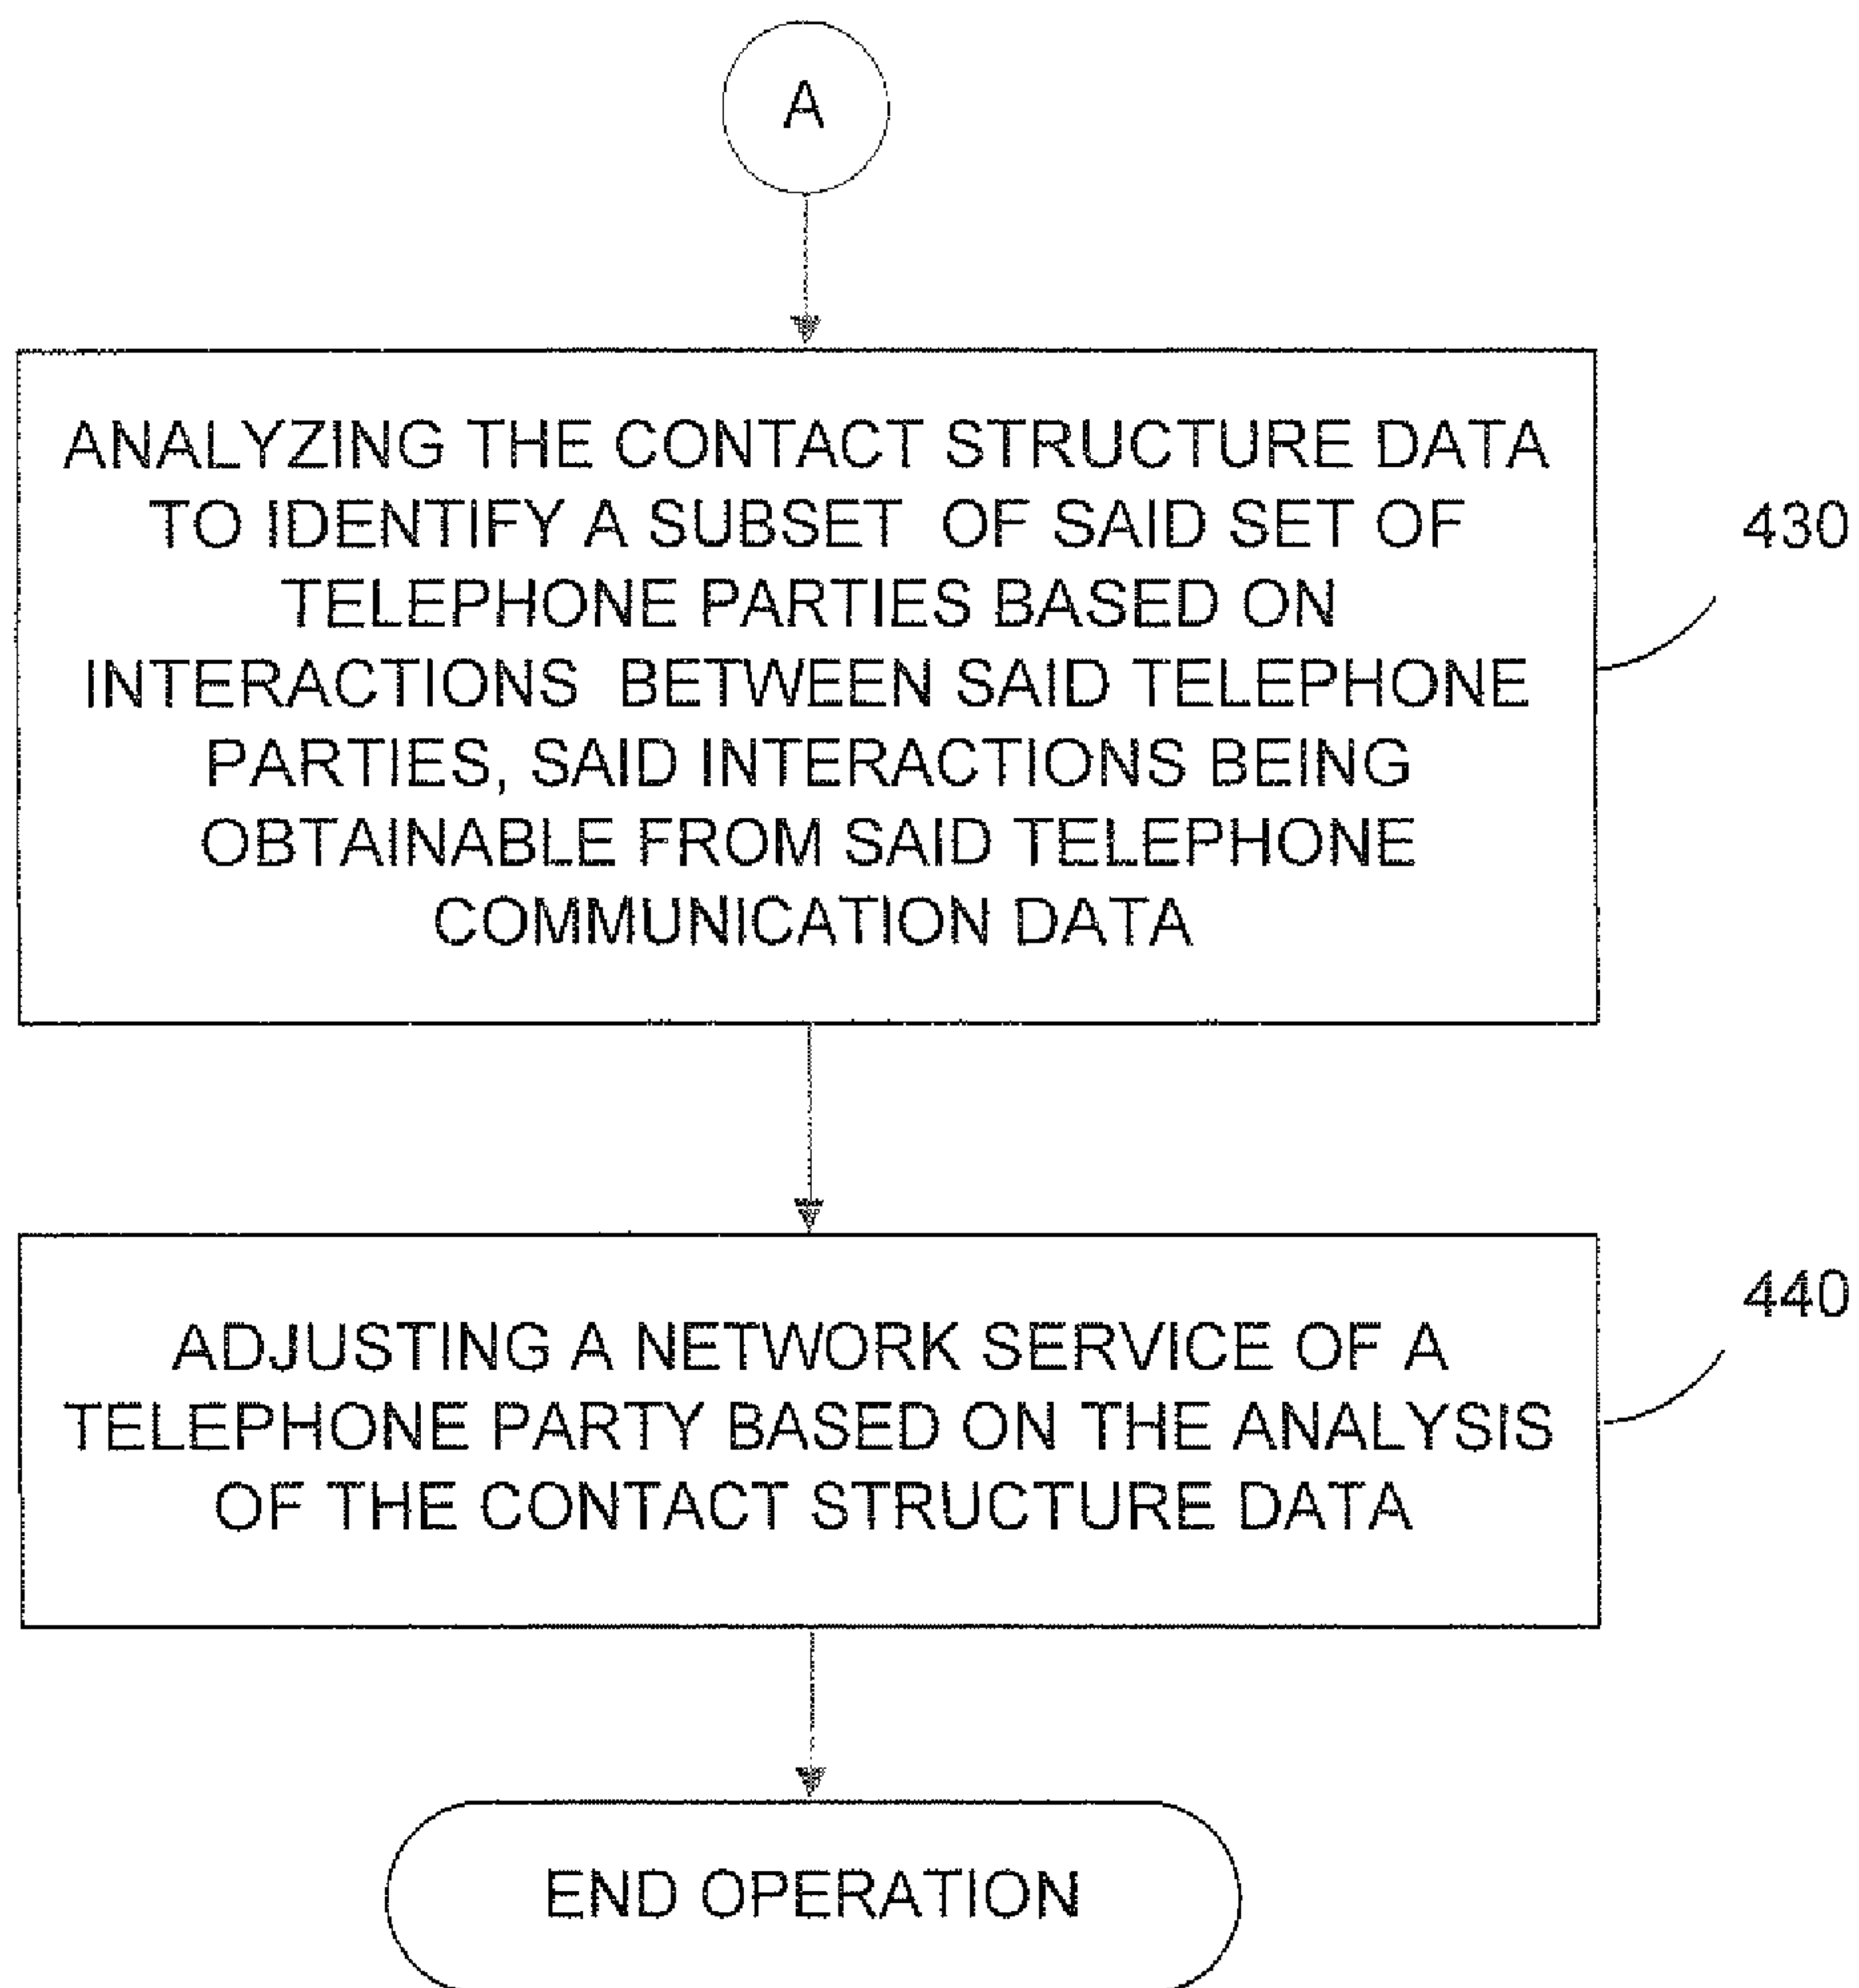 A
ANALYZING THE CONTACT STRUCTURE DATA
TO IDENTIFY A SUBSET OF SAID SET OF
TELEPHONE PARTIES BASED ON
INTERACTIONS BETWEEN SAID TELEPHONE
PARTIES, SAID INTERACTIONS BEING
OBTAINABLE FROM SAID TELEPHONE
COMMUNICATION DATA
430
ADJUSTING A NETWORK SERVICE OF A
TELEPHONE PARTY BASED ON THE ANALYSIS
OF THE CONTACT STRUCTURE DATA
440
END OPERATION